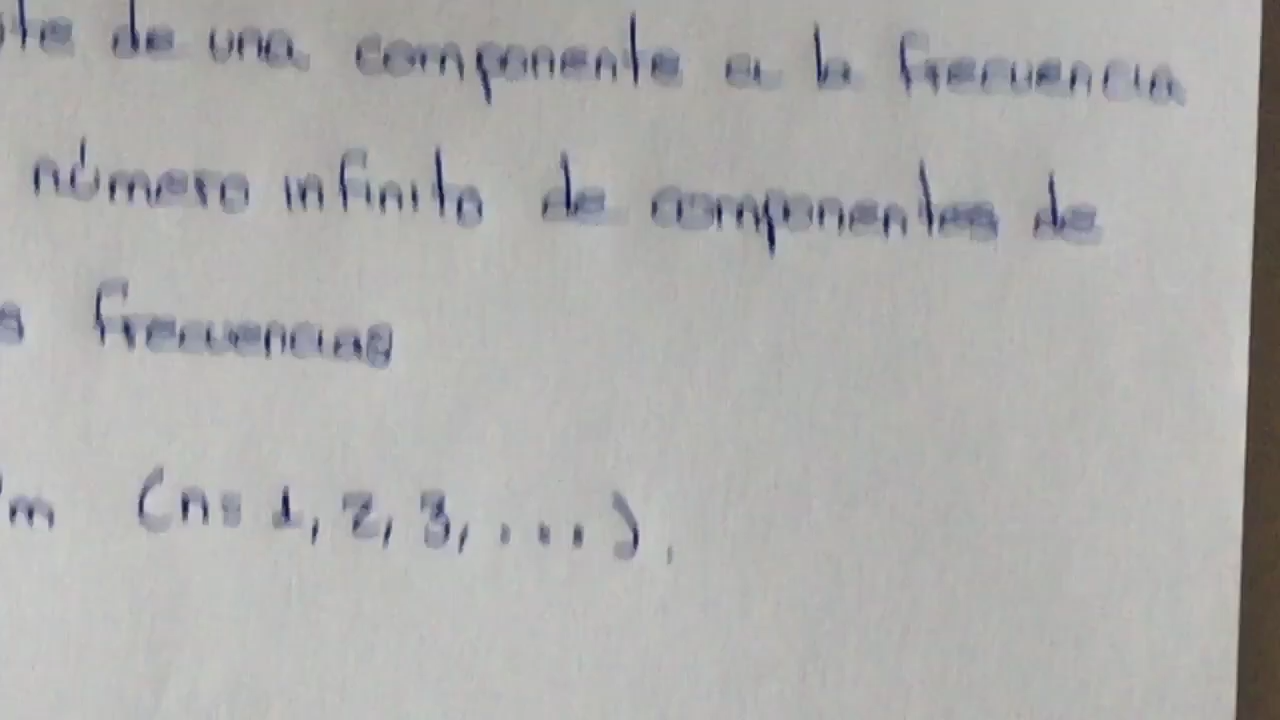 de una componente a la frecuencia
número infinito de componentes de
frecuencias
m (n=1, 2, 3, ...).